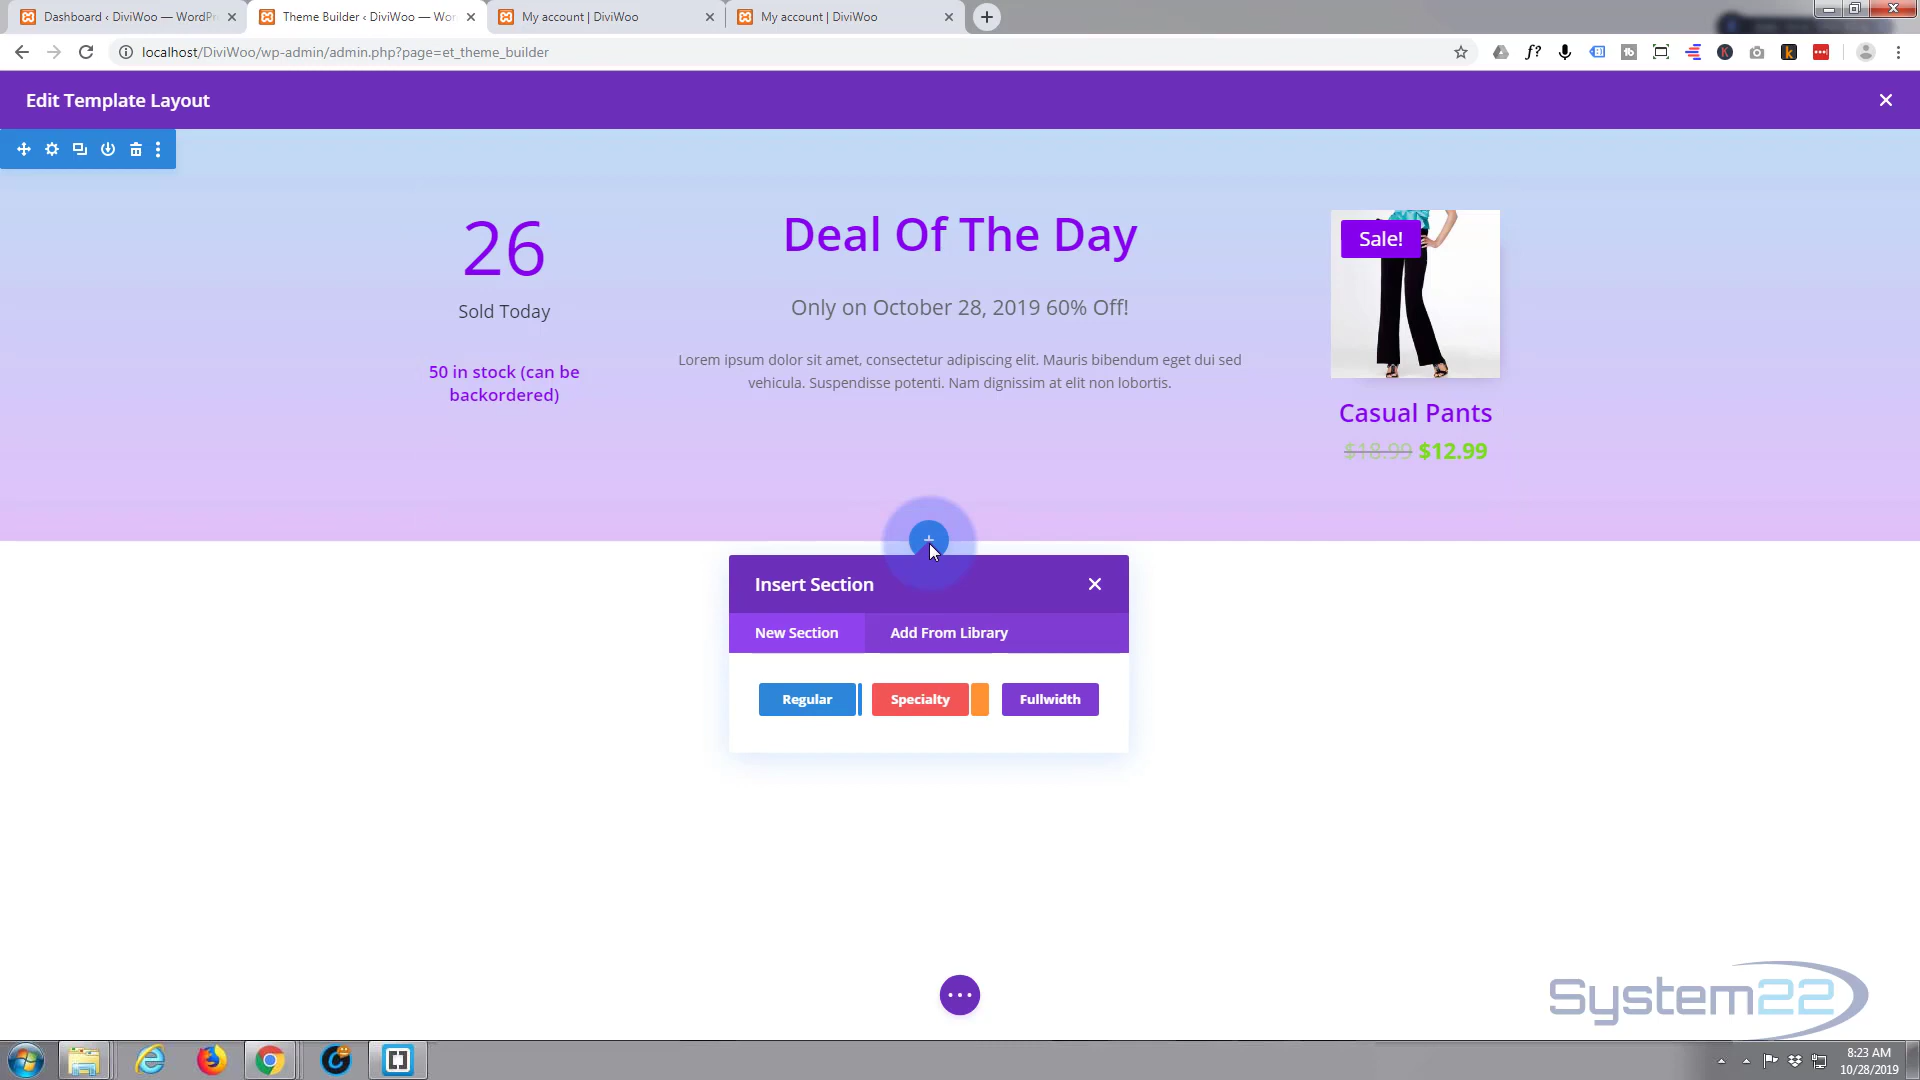 Dashboard ‹ DiviWoo — WordPr
Theme Builder ‹ DiviWoo — Wor
My account | DiviWoo
My account | DiviWoo
localhost/DiviWoo/wp-admin/admin.php?page=et_theme_builder
Edit Template Layout
26
Sold Today
50 in stock (can be
backordered)
Deal Of The Day
Only on October 28, 2019 60% Off!
Lorem ipsum dolor sit amet, consectetur adipiscing elit. Mauris bibendum eget dui sed
vehicula. Suspendisse potenti. Nam dignissim at elit non lobortis.
Sale!
Casual Pants
$18.99 $12.99
Insert Section
New Section
Add From Library
Regular
Specialty
Fullwidth
System22
8:23 AM
10/28/2019